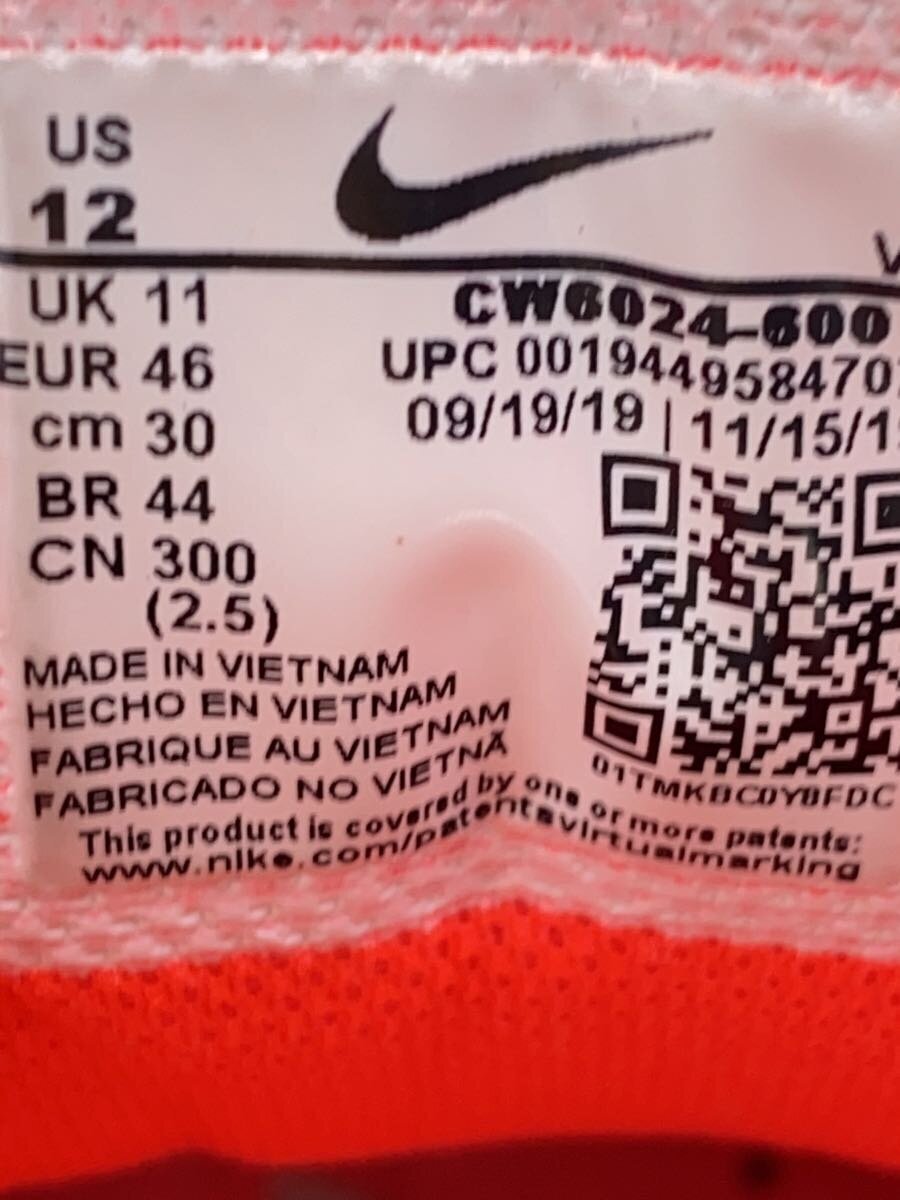 US
12
UK 11
EUR 46
cm 30
BR 44
CN 300
(2.5)
V
CW6024-600
UPC 001944958470
09/19/19 | 11/15/1
MADE IN VIETNAM
HECHO EN VIETNAM
FABRIQUE AU VIETNAM
FABRICADO NO VIETNÃ
01TMKBC0Y8FDC
This product is covered by one or more patents:
www.nike.com/patentsvirtualmarking